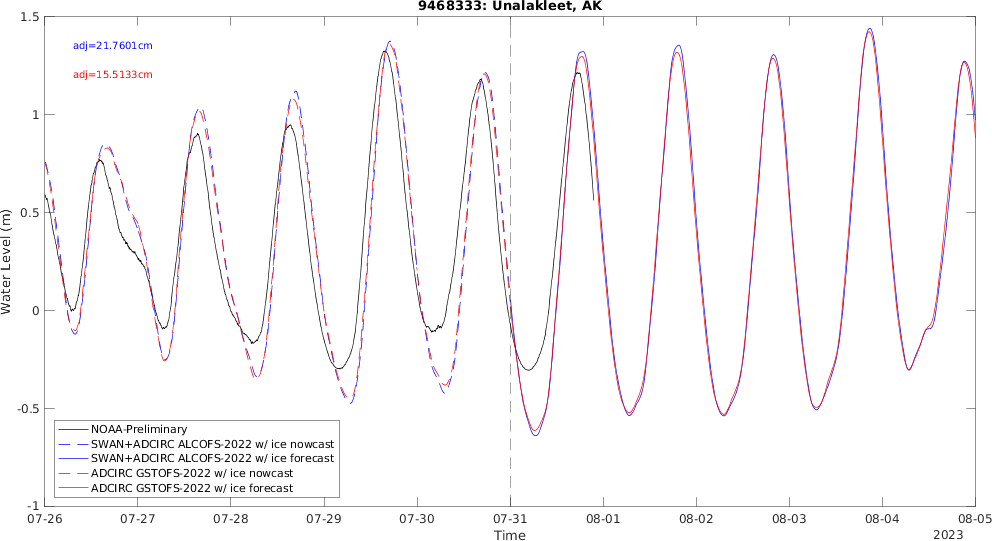 9468333: Unalakleet, AK
1.5
1
0.5
0
-0.5
-1
Water Level (m)
adj=21.7601cm
adj=15.5133cm
NOAA-Preliminary
SWAN+ADCIRC ALCOFS-2022 w/ ice nowcast
SWAN+ADCIRC ALCOFS-2022 w/ ice forecast
ADCIRC GSTOFS-2022 w/ ice nowcast
ADCIRC GSTOFS-2022 w/ ice forecast
07-26 07-27 07-28 07-29 07-30 07-31 08-01 08-02 08-03 08-04 08-05
Time
2023